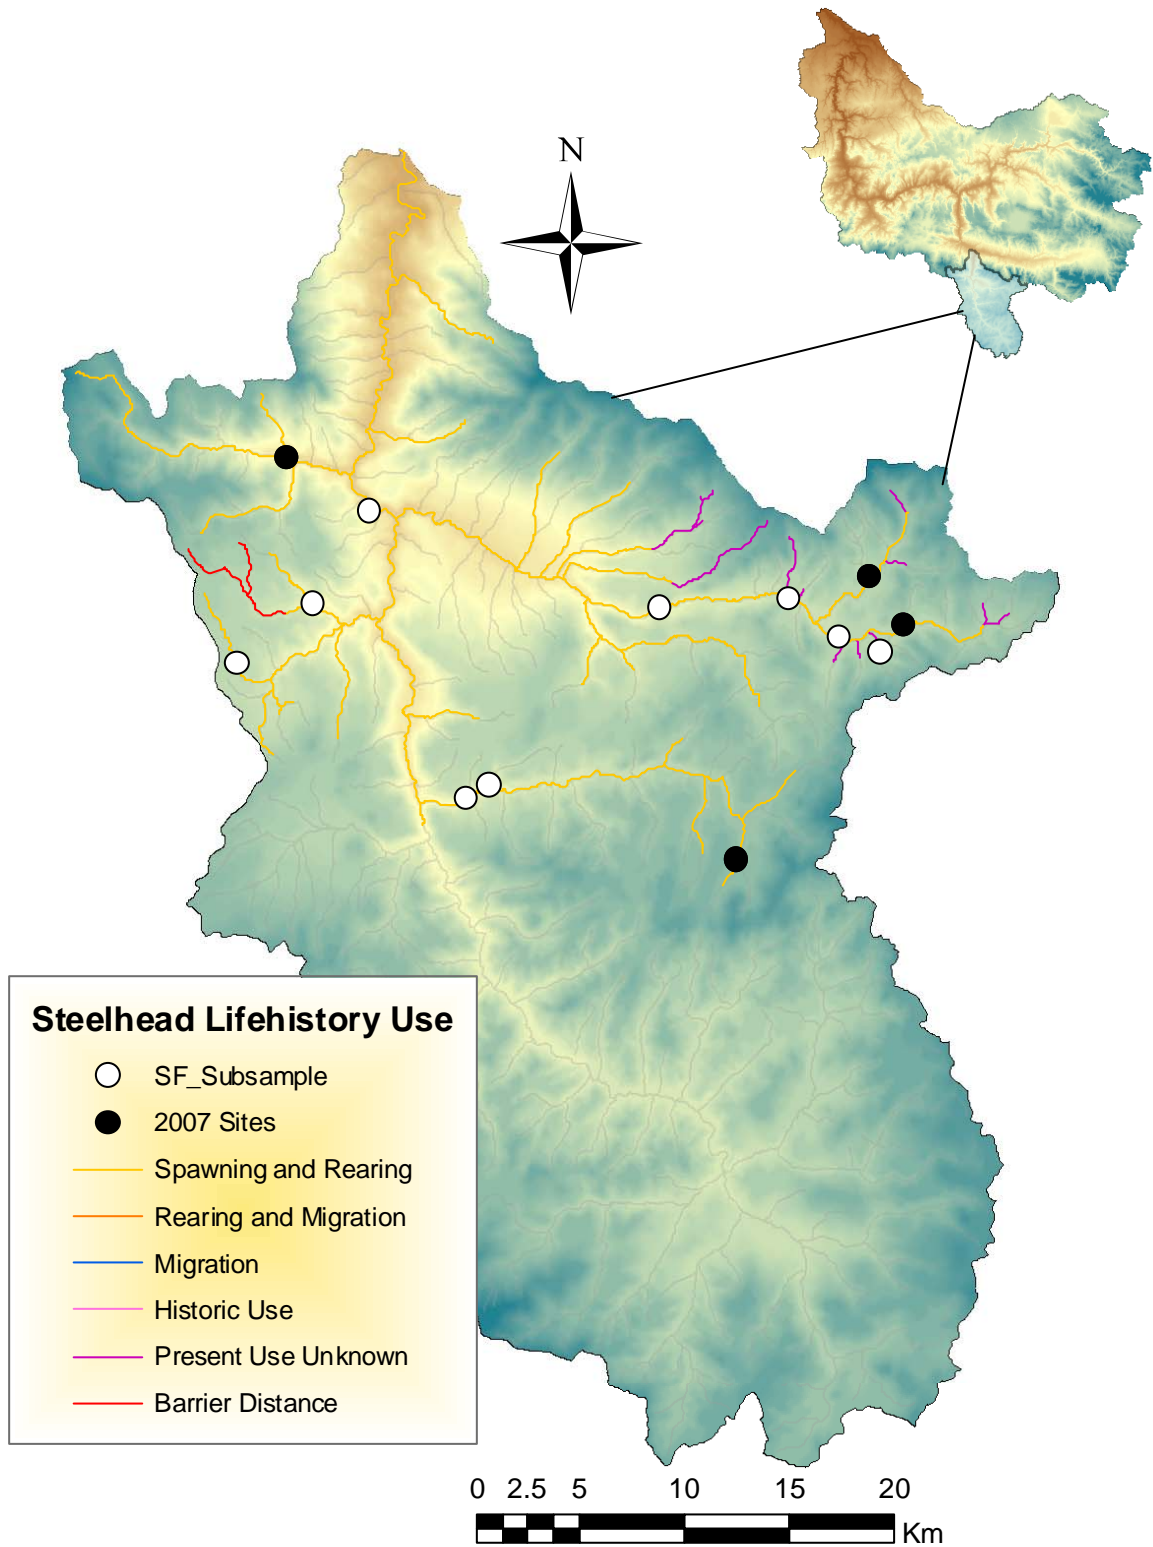 N
Steelhead Lifehistory Use
SF_Subsample
2007 Sites
Spawning and Rearing
Rearing and Migration
Migration
Historic Use
Present Use Unknown
Barrier Distance
0 2.5 5 10 15 20
Km